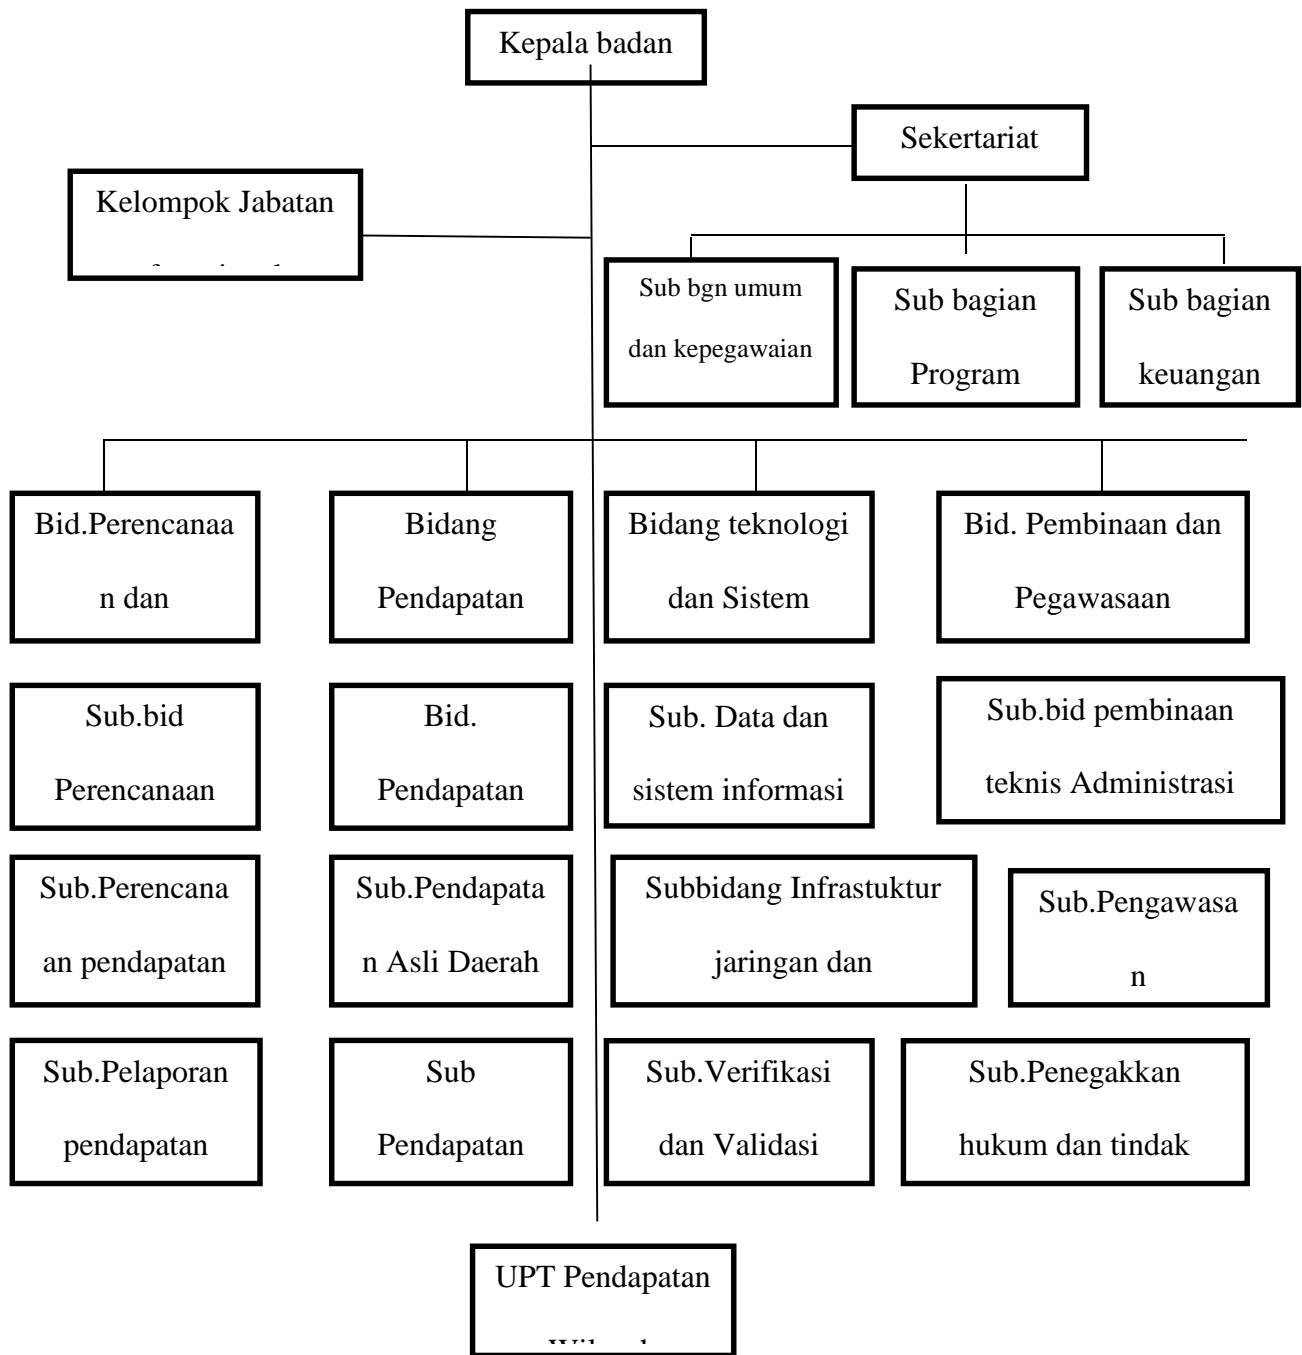 Kepala badan
Sekertariat
Kelompok Jabatan
Sub bgn umum
dan kepegawaian
Sub bagian
Program
Sub bagian
keuangan
Bid.Perencanaa
n dan
Bidang
Pendapatan
Bidang teknologi
dan Sistem
Bid. Pembinaan dan
Pegawasaan
Sub.bid
Perencanaan
Bid.
Pendapatan
Sub. Data dan
sistem informasi
Sub.bid pembinaan
teknis Administrasi
Sub.Perencana
an pendapatan
Sub.Pendapata
n Asli Daerah
Subbidang Infrastuktur
jaringan dan
Sub.Pengawasa
n
Sub.Pelaporan
pendapatan
Sub
Pendapatan
Sub.Verifikasi
dan Validasi
Sub.Penegakkan
hukum dan tindak
UPT Pendapatan